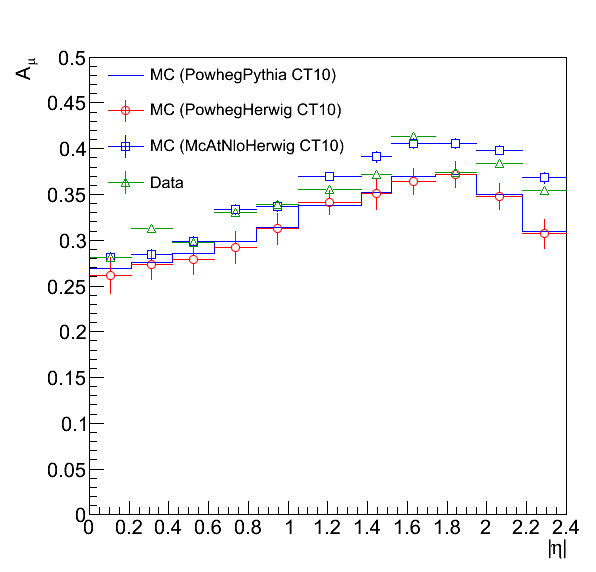 A_μ
0.5
0.45
0.4
0.35
0.3
0.25
0.2
0.15
0.1
0.05
0
MC (PowhegPythia CT10)
MC (PowhegHerwig CT10)
MC (McAtNloHerwig CT10)
Data
0 0.2 0.4 0.6 0.8 1 1.2 1.4 1.6 1.8 2 2.2 2.4
|η|